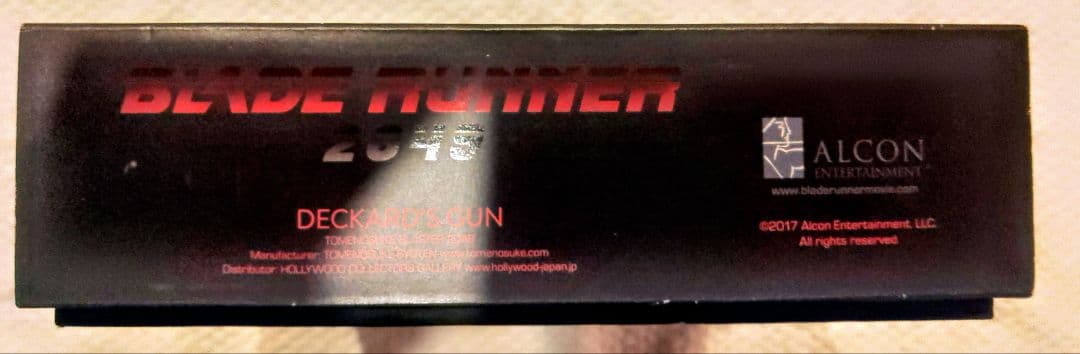 BLADE RUNNER
2049
DECKARD'S GUN
TOMENOSUKE BLASTER 2049
Manufacturer: TOMENOSUKE www.tomenosuke.com
Distributor: HOLLYWOOD COLLECTORS GALLERY www.hollywood-japan.jp
ALCON
ENTERTAINMENT
www.bladerunnermovie.com
©2017 Alcon Entertainment, LLC.
All rights reserved.